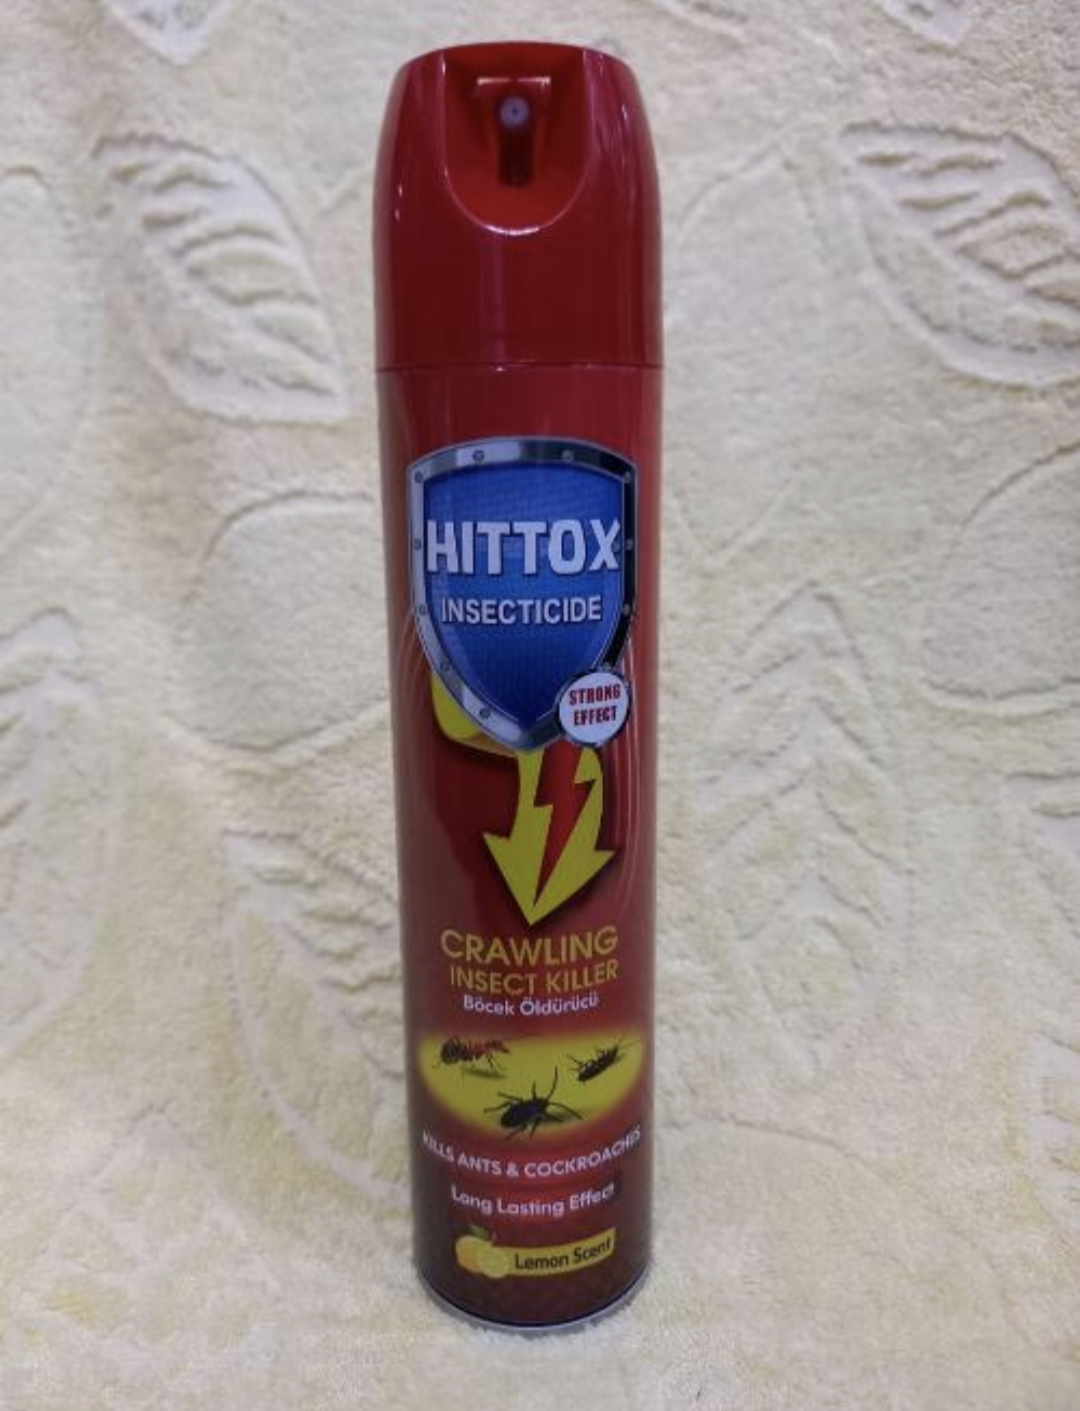 HITTOX
INSECTICIDE
STRONG
EFFECT
CRAWLING
INSECT KILLER
Böcek Öldürücü
KILLS ANTS & COCKROACHES
Long Lasting Effect
Lemon Scent